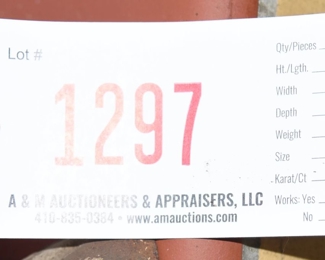 Lot #
1297
A & M AUCTIONEERS & APPRAISERS, LLC
416-835-0384 • www.amauctions.com
Qty/Pieces
Ht./Lgth.
Width
Depth
Weight
Size
Karat/Ct
Works: Yes
No